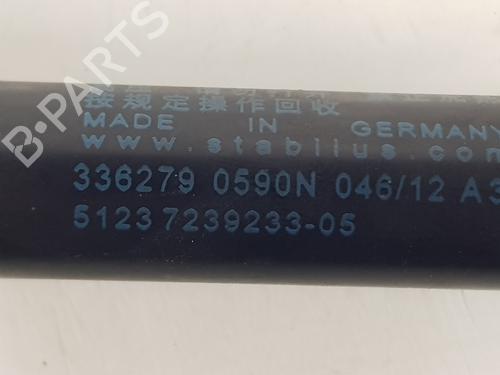 按规定操作回收
MADE IN GERMANY
www.stabilus.com
336279 0590N 046/12 A3
51237239233-05
B-PARTS